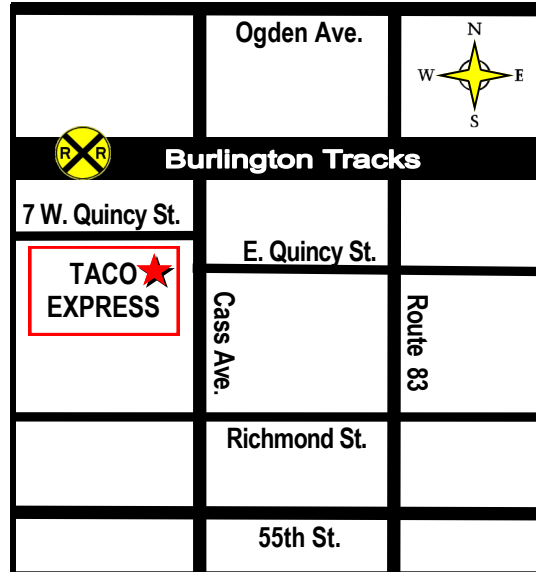 Ogden Ave.
N
W E
S
R R
Burlington Tracks
7 W. Quincy St.
E. Quincy St.
TACO
EXPRESS
Cass Ave.
Route 83
Richmond St.
55th St.